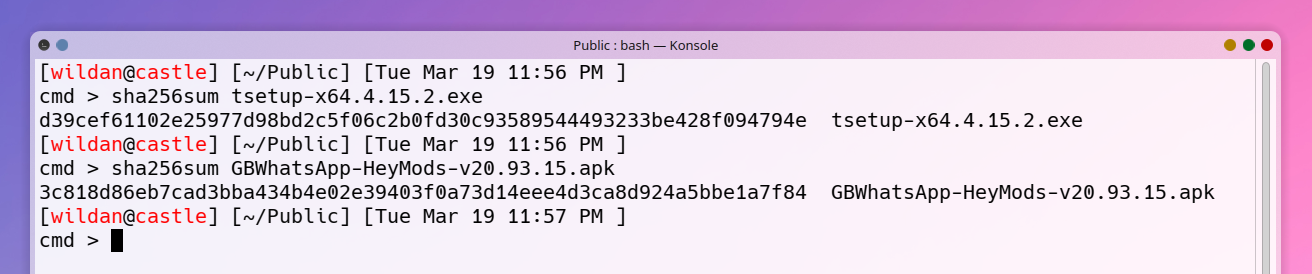 Public : bash — Konsole
[wildan@castle] [~/Public] [Tue Mar 19 11:56 PM ]
cmd > sha256sum tsetup-x64.4.15.2.exe
d39cef61102e25977d98bd2c5f06c2b0fd30c93589544493233be428f094794e  tsetup-x64.4.15.2.exe
[wildan@castle] [~/Public] [Tue Mar 19 11:56 PM ]
cmd > sha256sum GBWhatsApp-HeyMods-v20.93.15.apk
3c818d86eb7cad3bba434b4e02e39403f0a73d14eee4d3ca8d924a5bbe1a7f84  GBWhatsApp-HeyMods-v20.93.15.apk
[wildan@castle] [~/Public] [Tue Mar 19 11:57 PM ]
cmd >